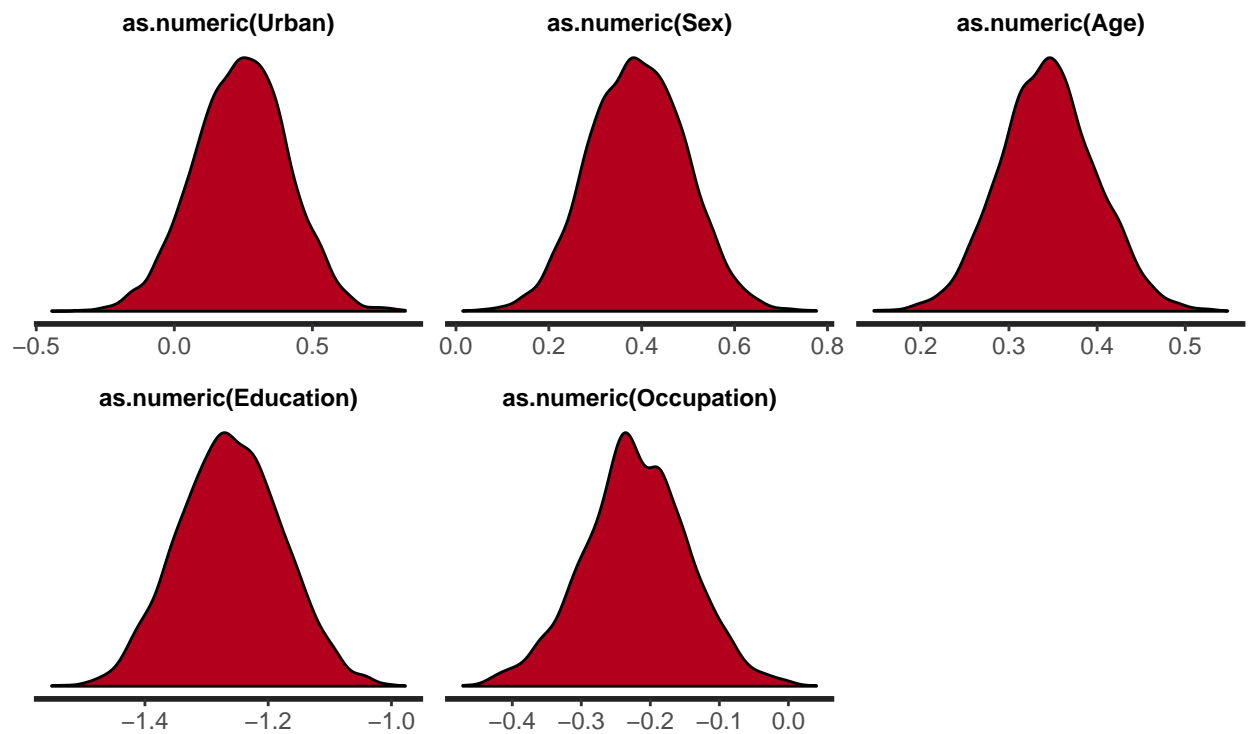 as.numeric(Urban) as.numeric(Sex) as.numeric(Age)
−0.5 0.0 0.5 0.0 0.2 0.4 0.6 0.8 0.2 0.3 0.4 0.5
as.numeric(Education) as.numeric(Occupation)
−1.4 −1.2 −1.0 −0.4 −0.3 −0.2 −0.1 0.0